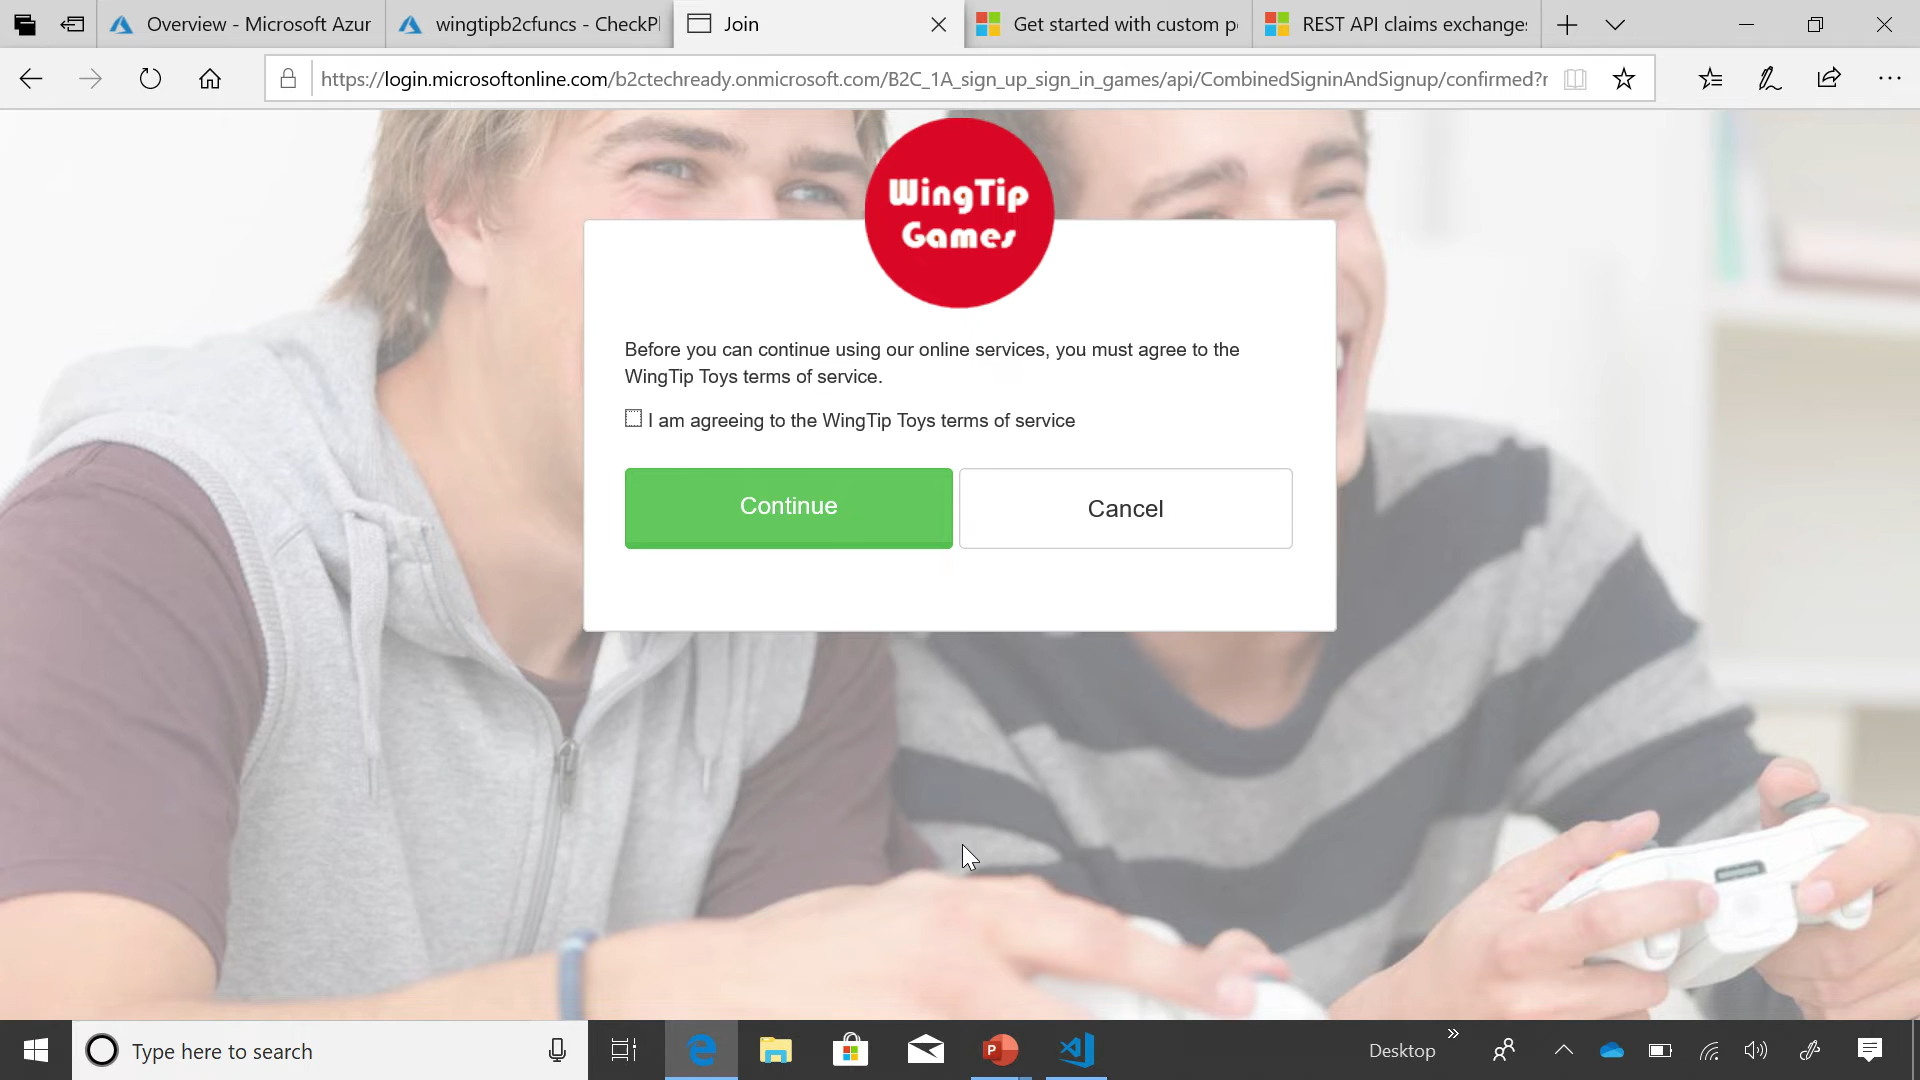 Overview - Microsoft Azur
wingtipb2cfuncs - CheckPl
Join
Get started with custom p
REST API claims exchange
https://login.microsoftonline.com/b2ctechready.onmicrosoft.com/B2C_1A_sign_up_sign_in_games/api/CombinedSigninAndSignup/confirmed?r
WingTip
Games
Before you can continue using our online services, you must agree to the
WingTip Toys terms of service.
I am agreeing to the WingTip Toys terms of service
Continue
Cancel
Type here to search
Desktop